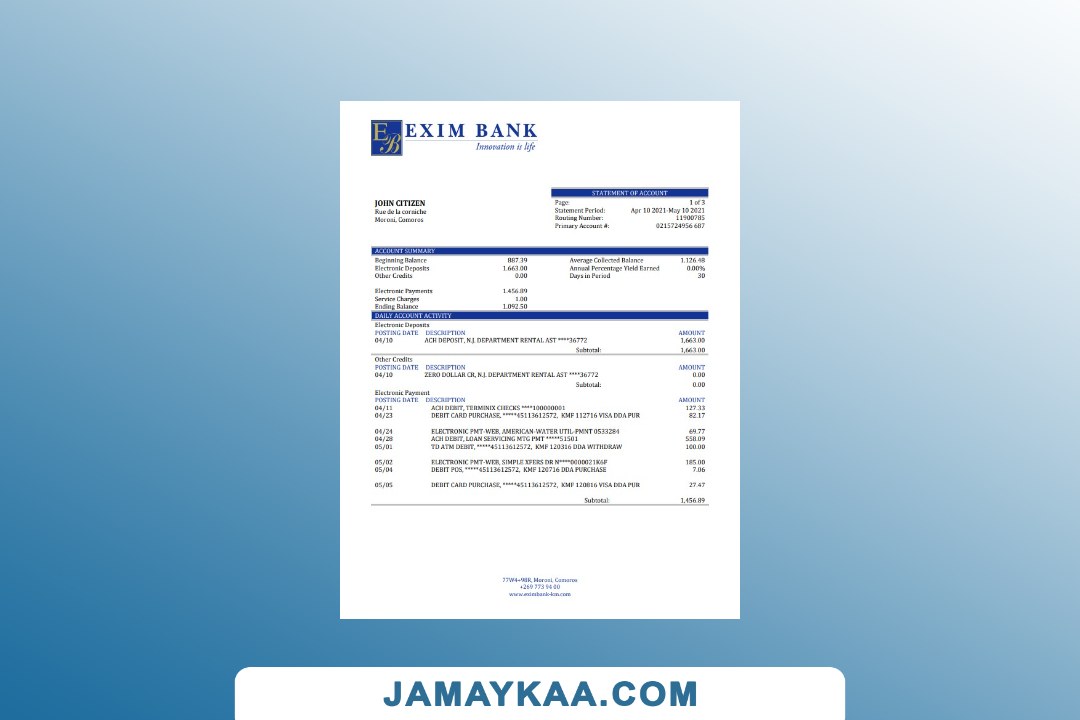 EB EXIM BANK
Innovation is life
STATEMENT OF ACCOUNT
JOHN CITIZEN
Rue de la corniche
Moroni, Comoros
Page: 1 of 3
Statement Period: Apr 10 2021-May 10 2021
Routing Number: 11900785
Primary Account #: 0215724956 687
ACCOUNT SUMMARY
Beginning Balance 887.39 Average Collected Balance 1.126.48
Electronic Deposits 1.663.00 Annual Percentage Yield Earned 0.00%
Other Credits 0.00 Days in Period 30
Electronic Payments 1.456.89
Service Charges 1.00
Ending Balance 1.092.50
DAILY ACCOUNT ACTIVITY
Electronic Deposits
POSTING DATE DESCRIPTION AMOUNT
04/10 ACH DEPOSIT, N.J. DEPARTMENT RENTAL AST ****36772 1,663.00
Subtotal: 1,663.00
Other Credits
POSTING DATE DESCRIPTION AMOUNT
04/10 ZERO DOLLAR CR, N.J. DEPARTMENT RENTAL AST ****36772 0.00
Subtotal: 0.00
Electronic Payment
POSTING DATE DESCRIPTION AMOUNT
04/11 ACH DEBIT, TERMINIX CHECKS ****100000001 127.33
04/23 DEBIT CARD PURCHASE, *****45113612572, KMF 112716 VISA DDA PUR 82.17
04/24 ELECTRONIC PMT-WEB, AMERICAN-WATER UTIL-PMNT 0533284 69.77
04/28 ACH DEBIT, LOAN SERVICING MTG PMT *****51501 558.09
05/01 TD ATM DEBIT, *****45113612572, KMF 120316 DDA WITHDRAW 100.00
05/02 ELECTRONIC PMT-WEB, SIMPLE XFERS DR N****0000021K6F 185.00
05/04 DEBIT POS, *****45113612572, KMF 120716 DDA PURCHASE 7.06
05/05 DEBIT CARD PURCHASE, *****45113612572, KMF 120816 VISA DDA PUR 27.47
Subtotal: 1,456.89
77W4+98R, Moroni, Comoros
+269 773 94 00
www.eximbank-km.com
JAMAYKAA.COM